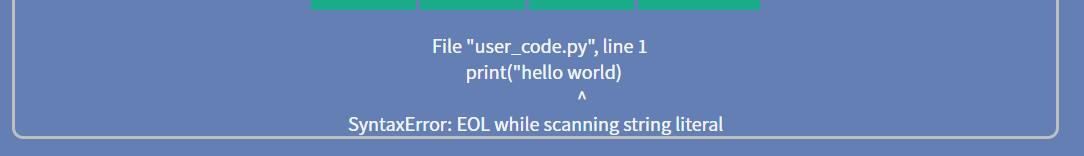 File "user_code.py", line 1
print("hello world)
^
SyntaxError: EOL while scanning string literal